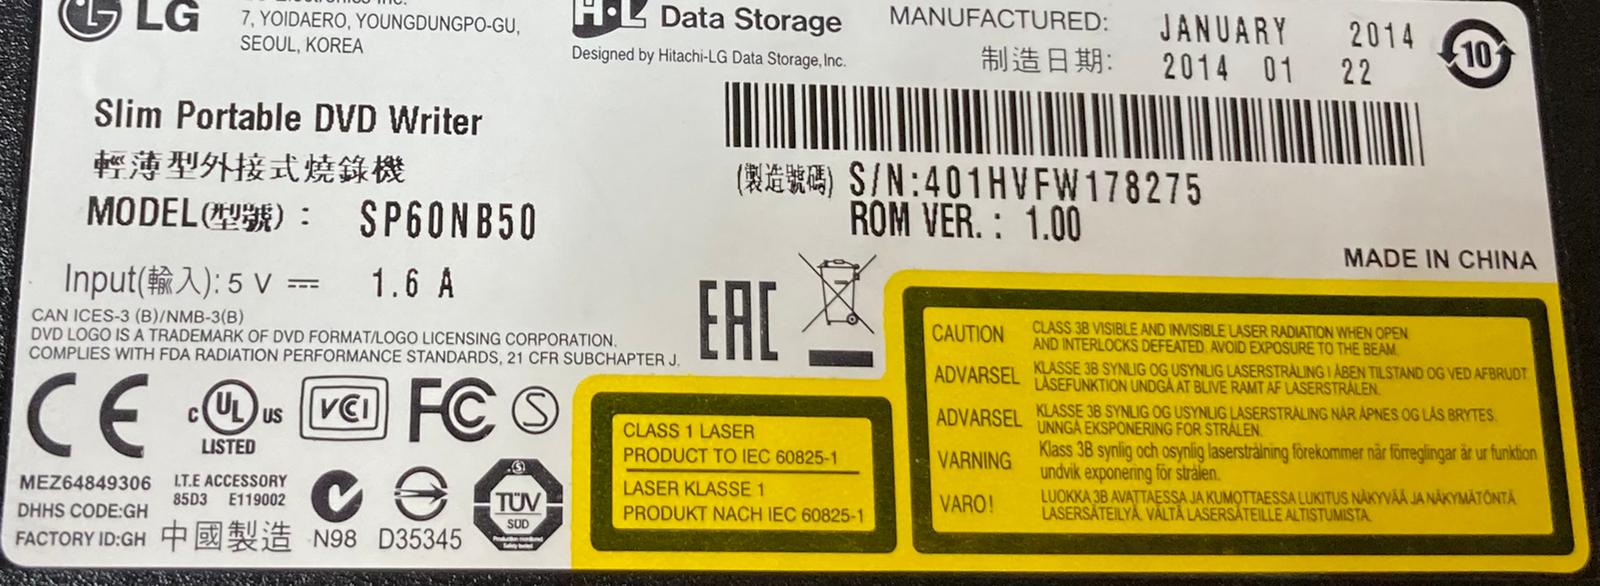 LG
7, YOIDAERO, YOUNGDUNGPO-GU,
SEOUL, KOREA
Data Storage
Designed by Hitachi-LG Data Storage, Inc.
MANUFACTURED: JANUARY 2014
制造日期: 2014 01 22
10
Slim Portable DVD Writer
輕薄型外接式燒錄機
MODEL(型號) : SP60NB50
(製造號碼) S/N:401HVFW178275
ROM VER. : 1.00
MADE IN CHINA
Input(輸入): 5 V 1.6 A
CAN ICES-3 (B)/NMB-3(B)
DVD LOGO IS A TRADEMARK OF DVD FORMAT/LOGO LICENSING CORPORATION.
COMPLIES WITH FDA RADIATION PERFORMANCE STANDARDS, 21 CFR SUBCHAPTER J.
EAC
CE
C UL US
LISTED
VCI
FC
S
MEZ64849306
DHHS CODE:GH
FACTORY ID:GH
I.T.E ACCESSORY
85D3 E119002
中國製造
N98
D35345
TÜV
SÜD
Production monitored
Safety tested
CLASS 1 LASER
PRODUCT TO IEC 60825-1
LASER KLASSE 1
PRODUKT NACH IEC 60825-1
CAUTION CLASS 3B VISIBLE AND INVISIBLE LASER RADIATION WHEN OPEN
AND INTERLOCKS DEFEATED. AVOID EXPOSURE TO THE BEAM.
ADVARSEL KLASSE 3B SYNLIG OG USYNLIG LASERSTRÅLING I ÅBEN TILSTAND OG VED AFBRUDT
LÅSEFUNKTION UNDGÅ AT BLIVE RAMT AF LASERSTRÅLEN.
ADVARSEL KLASSE 3B SYNLIG OG USYNLIG LASERSTRÅLING NÅR ÅPNES OG LÅS BRYTES.
UNNGÅ EKSPONERING FOR STRÅLEN.
VARNING Klass 3B synlig och osynlig laserstrålning förekommer när förreglingar är ur funktion
undvik exponering för strålen.
VARO! LUOKKA 3B AVATTAESSA JA KUMOTTAESSA LUKITUS NÄKYVÄÄ JA NÄKYMÄTÖNTÄ
LASERSÄTEILYÄ. VÄLTÄ LASERSÄTEILLE ALTISTUMISTA.